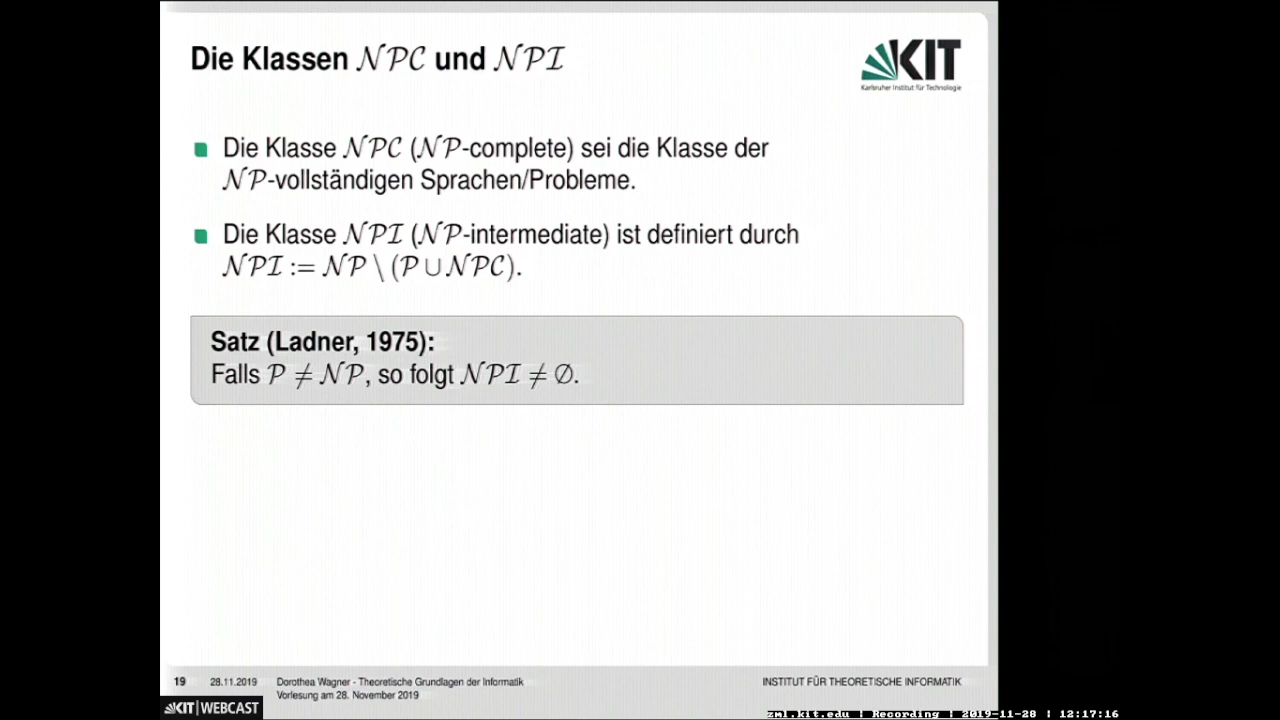 Die Klassen 𝒩𝒫𝒞 und 𝒩𝒫ℐ
KIT
Karlsruher Institut für Technologie
Die Klasse 𝒩𝒫𝒞 (𝒩𝒫-complete) sei die Klasse der
𝒩𝒫-vollständigen Sprachen/Probleme.
Die Klasse 𝒩𝒫ℐ (𝒩𝒫-intermediate) ist definiert durch
𝒩𝒫ℐ := 𝒩𝒫 \ (𝒫 ∪ 𝒩𝒫𝒞).
Satz (Ladner, 1975):
Falls 𝒫 ≠ 𝒩𝒫, so folgt 𝒩𝒫ℐ ≠ ∅.
19 28.11.2019 Dorothea Wagner - Theoretische Grundlagen der Informatik INSTITUT FÜR THEORETISCHE INFORMATIK
Vorlesung am 28. November 2019
KIT | WEBCAST
zml.kit.edu | Recording | 2019-11-28 | 12:17:16